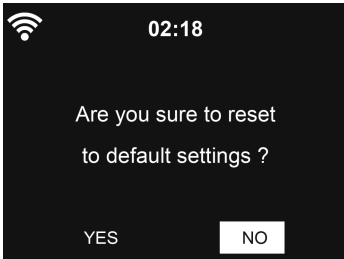 02:18
Are you sure to reset
to default settings ?
YES NO